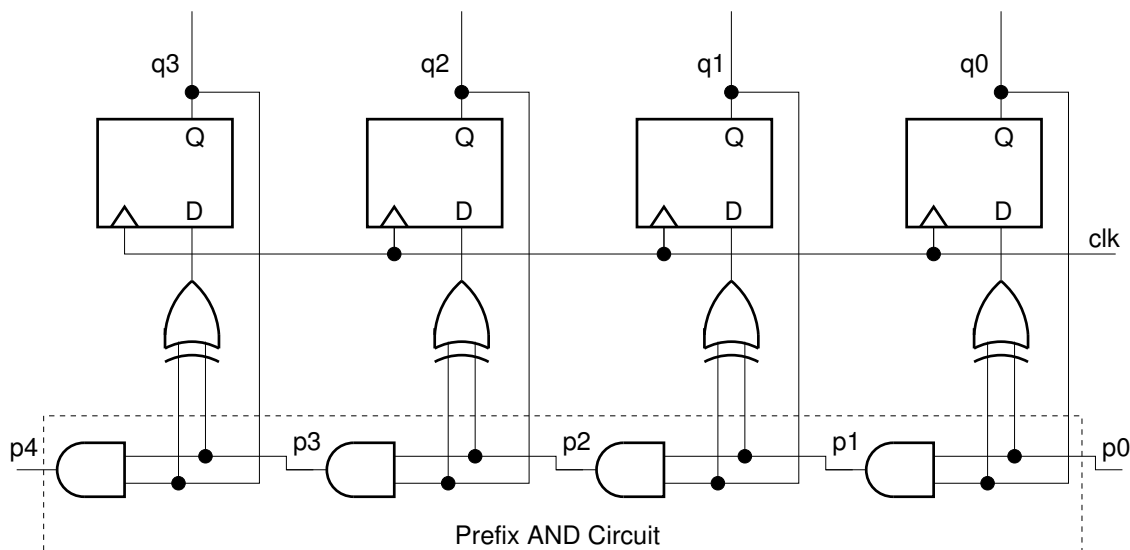 q3 q2 q1 q0
Q Q Q Q
D D D D
clk
p4 p3 p2 p1 p0
Prefix AND Circuit